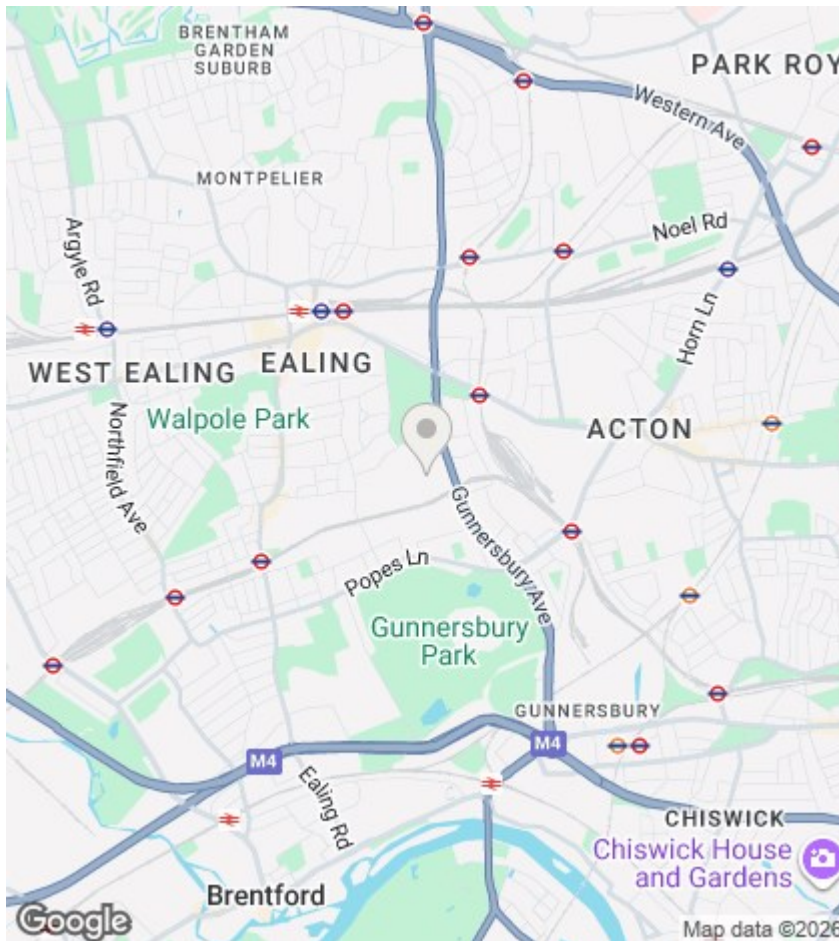 BRENTHAM
GARDEN
SUBURB
PARK ROY
Western Ave
MONTPELIER
Argyle Rd
Noel Rd
Horn Ln
WEST EALING
EALING
Walpole Park
ACTON
Northfield Ave
Gunnersbury Ave
Popes Ln
Gunnersbury
Park
GUNNERSBURY
M4
M4
Ealing Rd
CHISWICK
Chiswick House
and Gardens
Brentford
Google
Map data ©2026